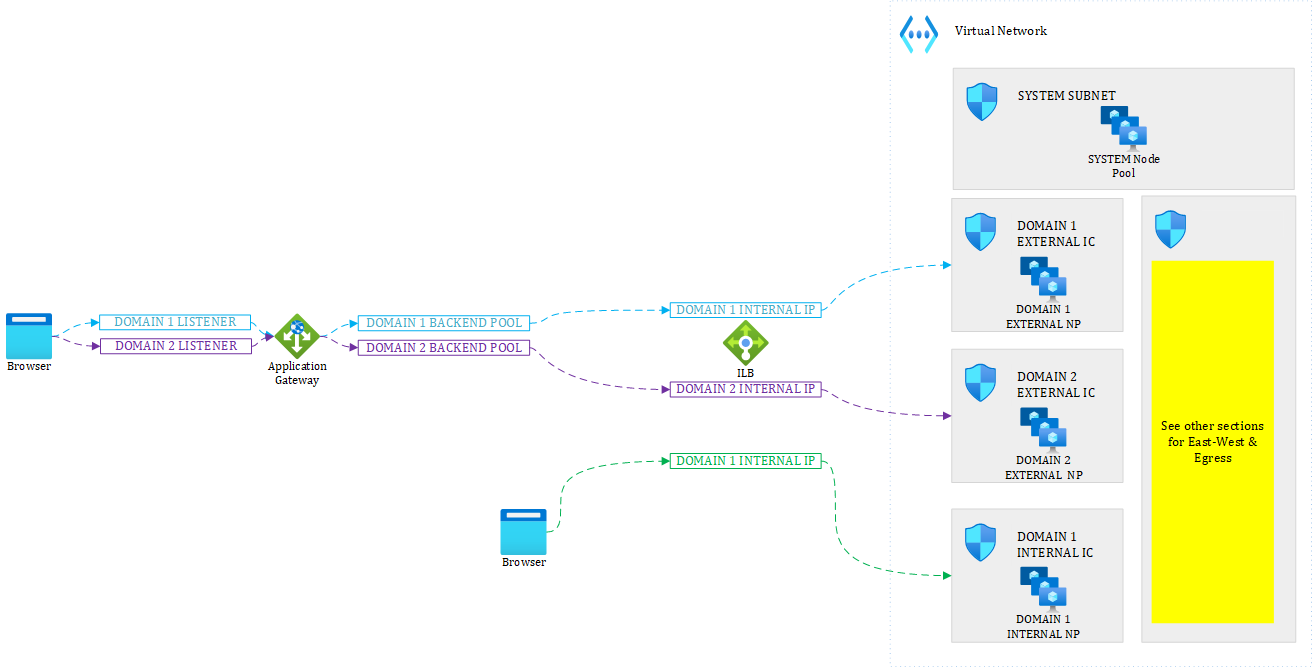 Virtual Network
SYSTEM SUBNET
SYSTEM Node
Pool
DOMAIN 1
EXTERNAL IC
DOMAIN 1
EXTERNAL NP
DOMAIN 1 LISTENER
DOMAIN 2 LISTENER
Browser
Application
Gateway
DOMAIN 1 BACKEND POOL
DOMAIN 2 BACKEND POOL
DOMAIN 1 INTERNAL IP
ILB
DOMAIN 2 INTERNAL IP
DOMAIN 2
EXTERNAL IC
DOMAIN 2
EXTERNAL NP
See other sections
for East-West &
Egress
DOMAIN 1 INTERNAL IP
Browser
DOMAIN 1
INTERNAL IC
DOMAIN 1
INTERNAL NP